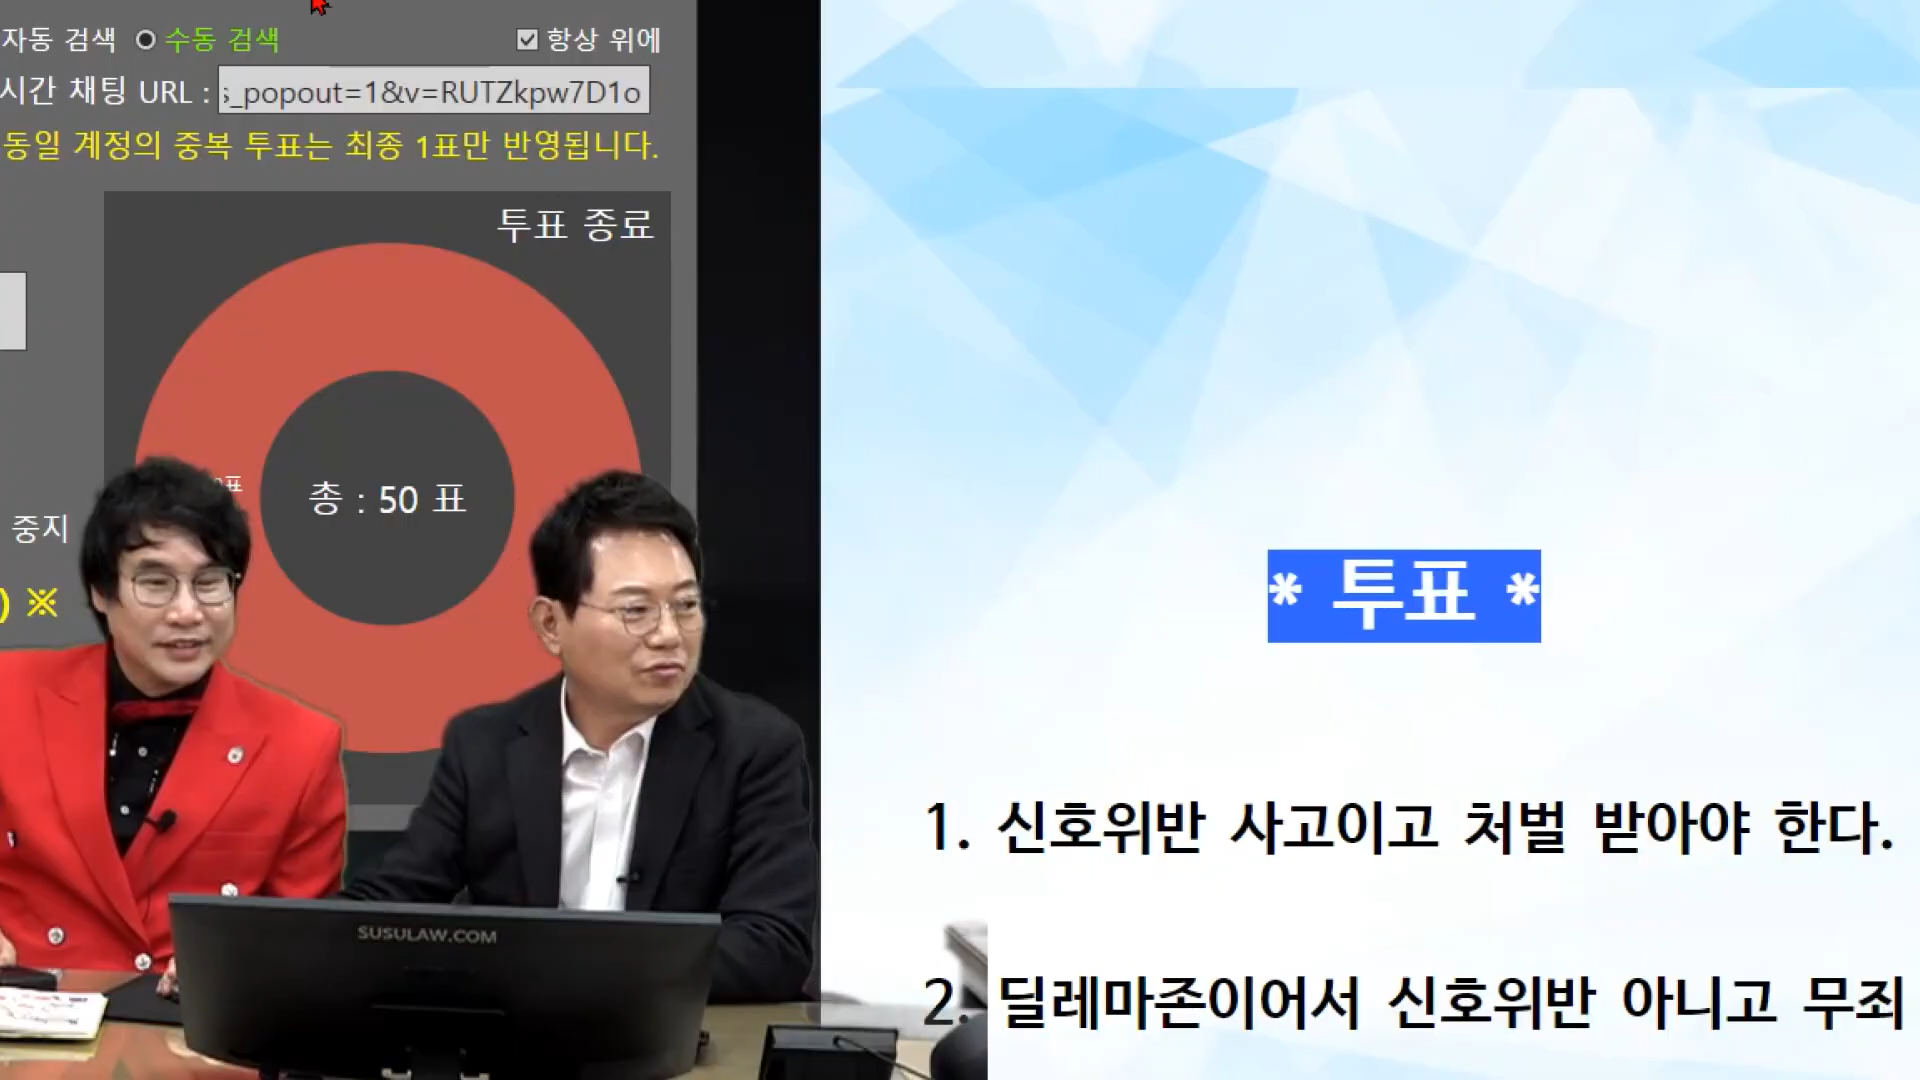 자동 검색 수동 검색 항상 위에
시간 채팅 URL : s_popout=1&v=RUTZkpw7D1o
동일 계정의 중복 투표는 최종 1표만 반영됩니다.
투표 종료
표
총 : 50 표
중지
) ※
* 투표 *
1. 신호위반 사고이고 처벌 받아야 한다.
2. 딜레마존이어서 신호위반 아니고 무죄
SUSULAW.COM